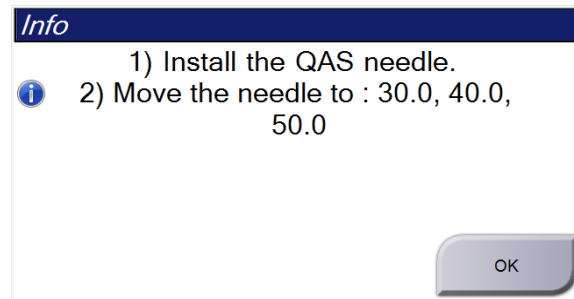 Info
1) Install the QAS needle.
2) Move the needle to : 30.0, 40.0,
50.0
OK